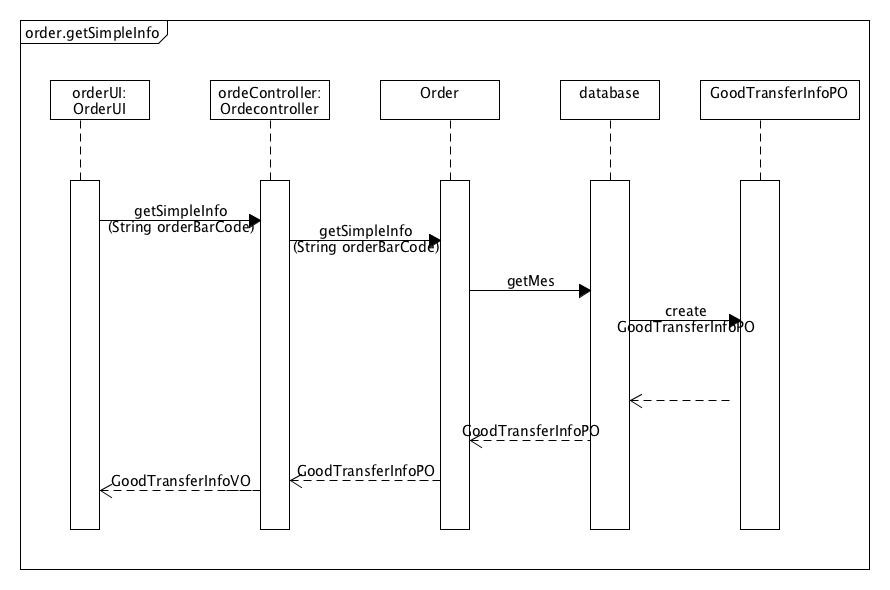 order.getSimpleInfo
orderUI:
OrderUI
ordeController:
Ordecontroller
Order
database
GoodTransferInfoPO
getSimpleInfo
(String orderBarCode)
getSimpleInfo
(String orderBarCode)
getMes
create
GoodTransferInfoPO
GoodTransferInfoPO
GoodTransferInfoPO
GoodTransferInfoVO